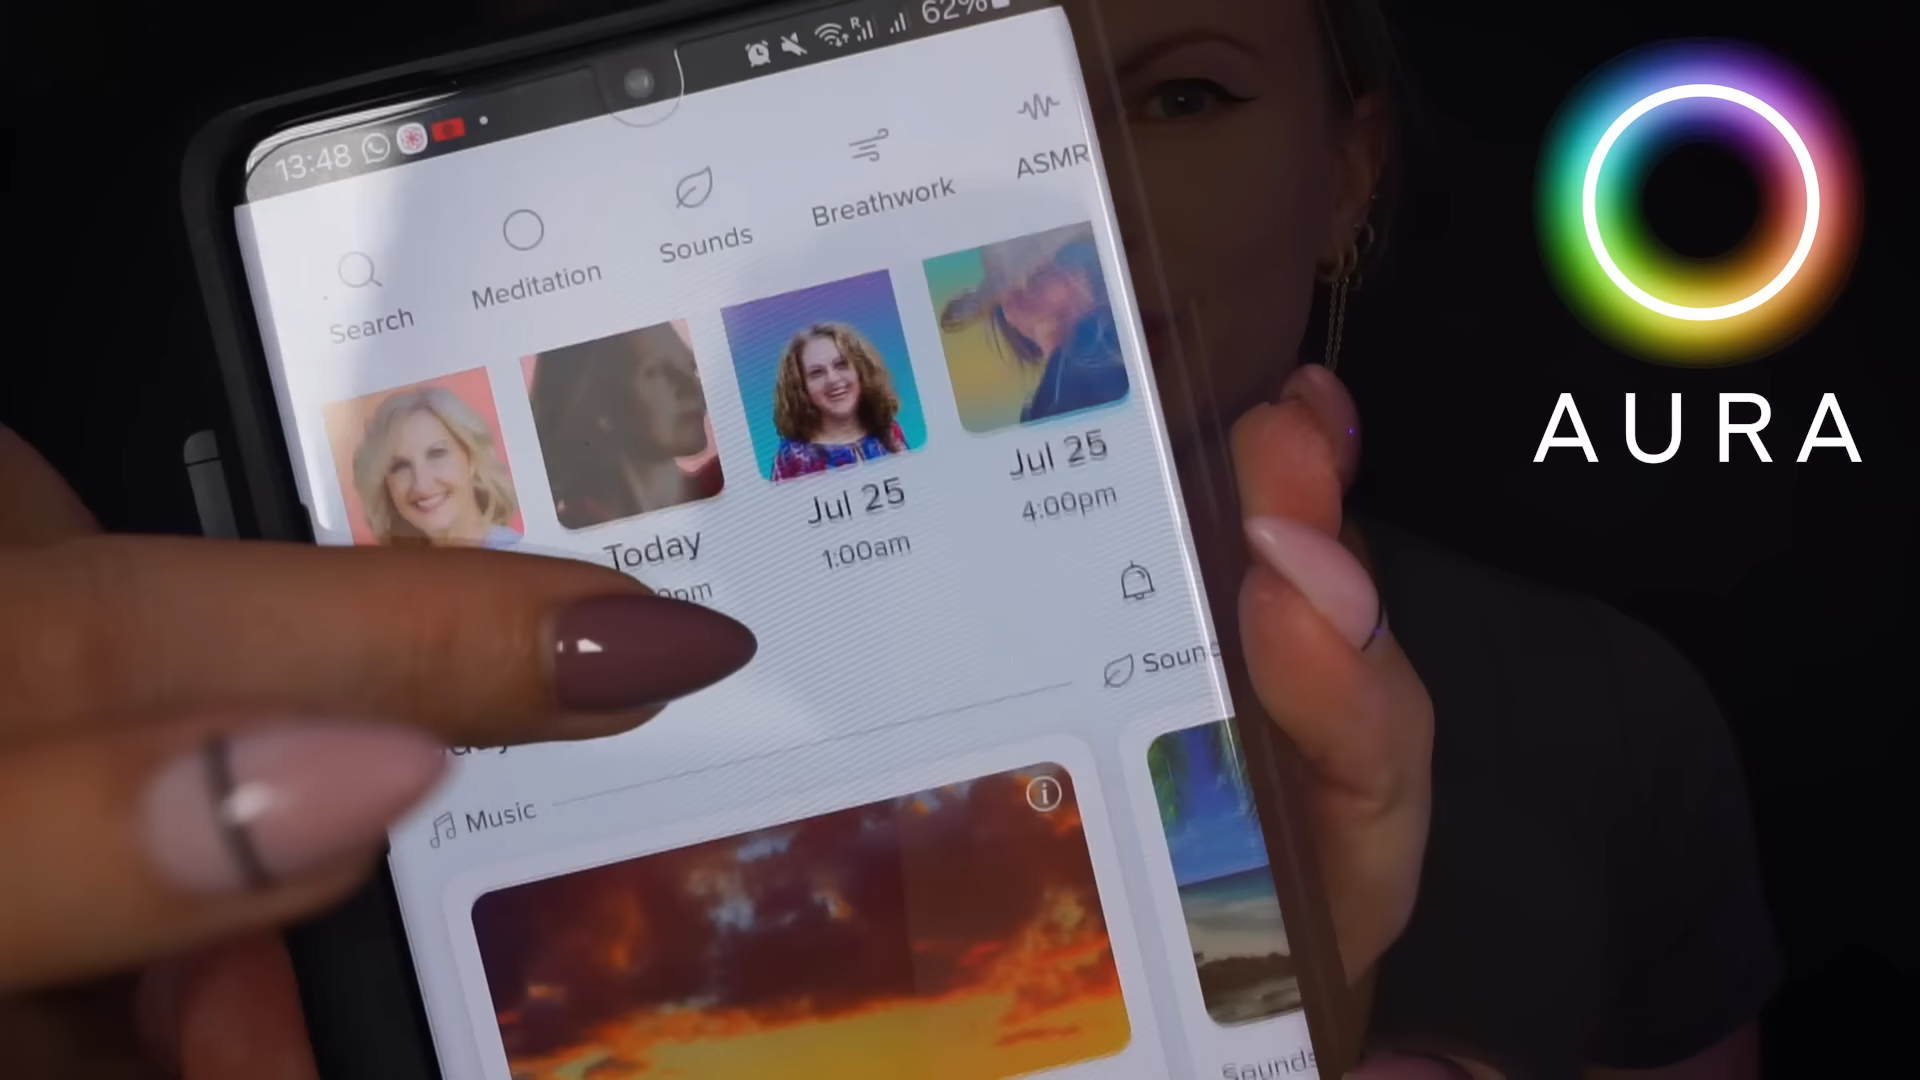 13:48
62%
Search
Meditation
Sounds
Breathwork
ASMR
Today
Jul 25
1:00am
Jul 25
4:00pm
Music
Sounds
AURA